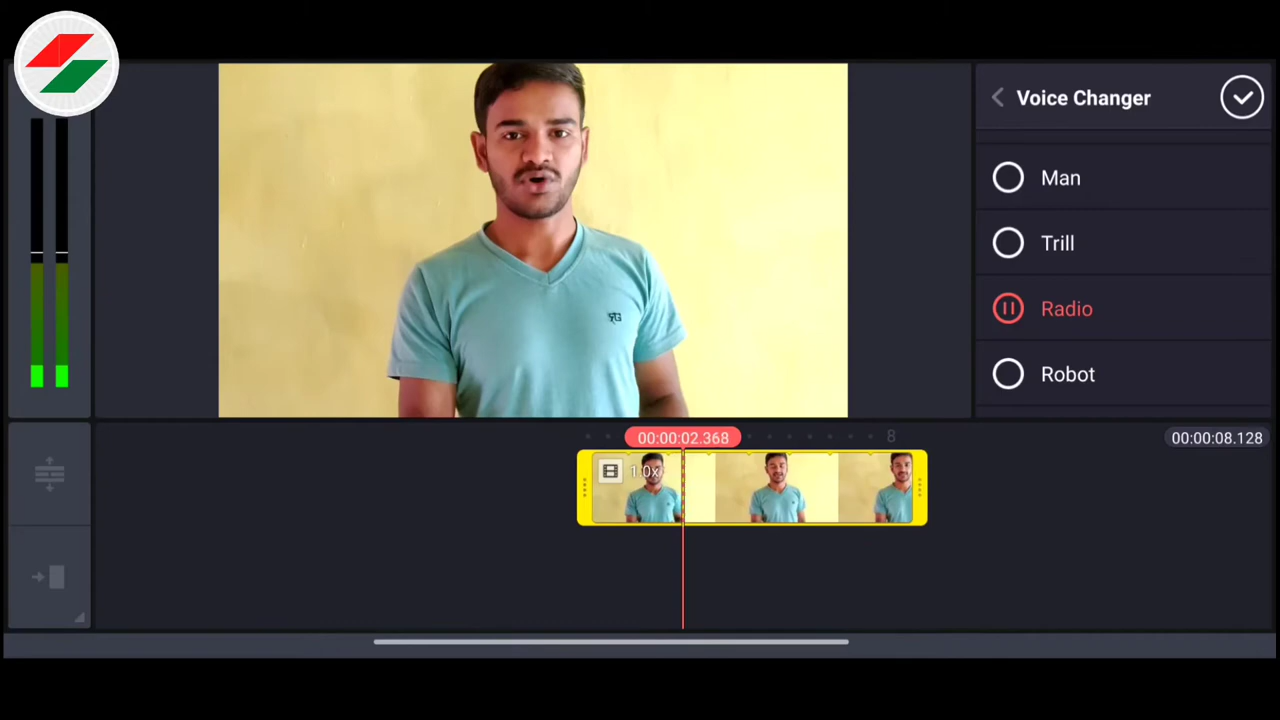 Voice Changer
Man
Trill
Radio
Robot
00:00:02.368
8
00:00:08.128
1.0x